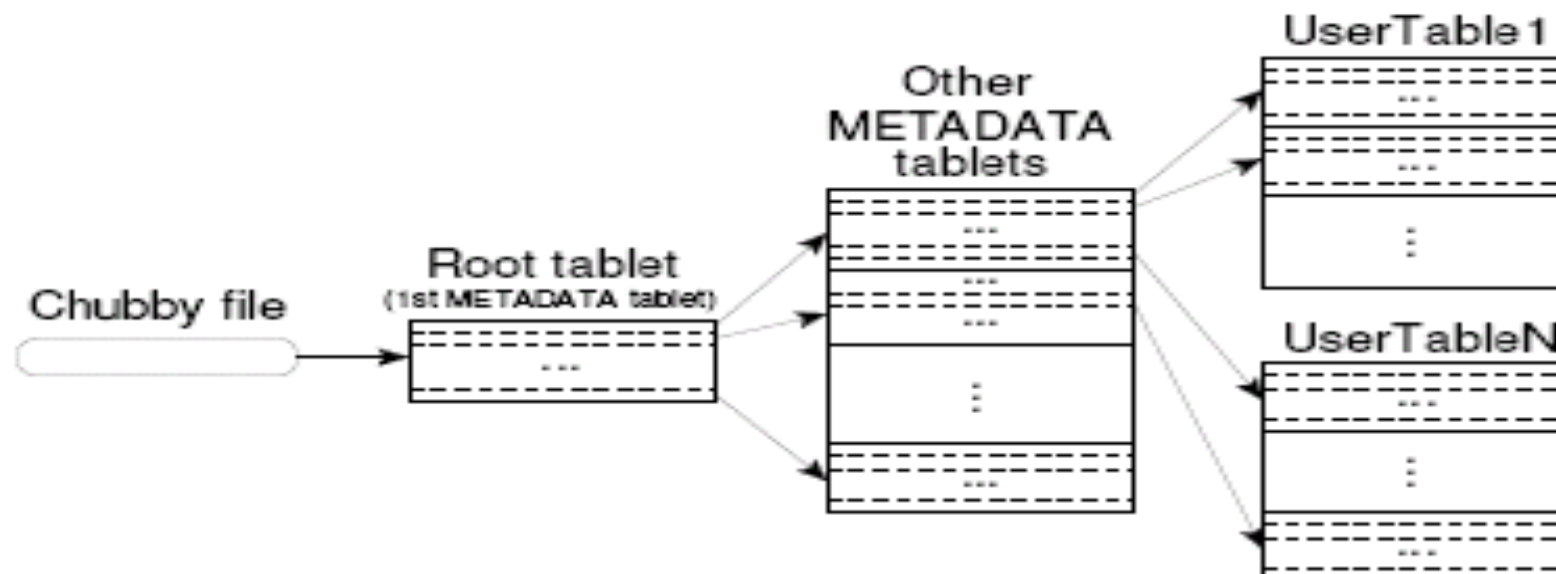 Chubby file
Root tablet
(1st METADATA tablet)
Other
METADATA
tablets
UserTable1
UserTableN